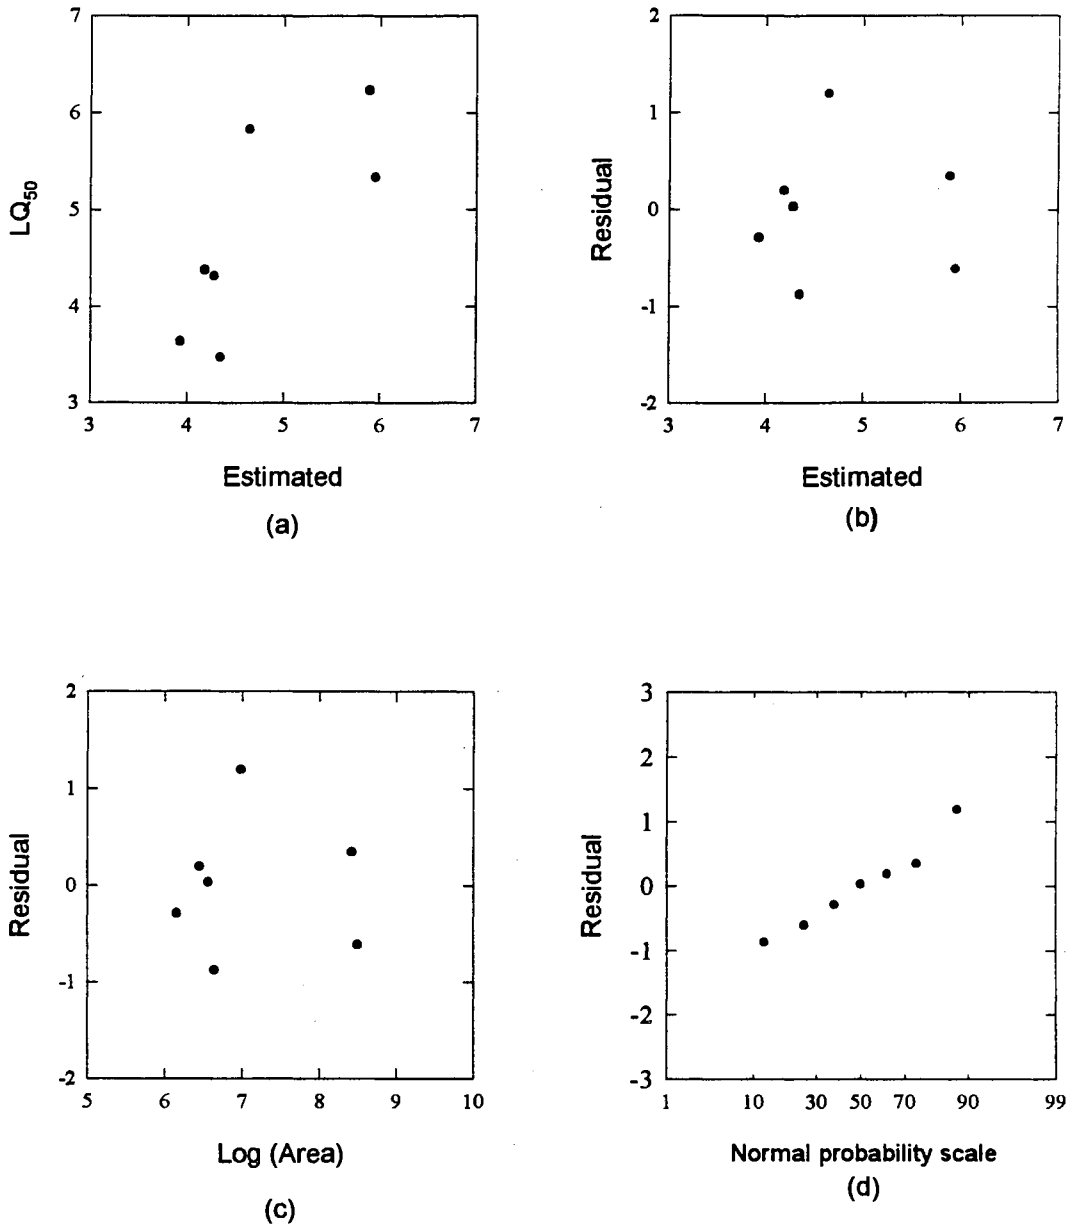 7
6
5
4
3
LQ50
3 4 5 6 7
Estimated
(a)
2
1
0
-1
-2
Residual
3 4 5 6 7
Estimated
(b)
2
1
0
-1
-2
Residual
5 6 7 8 9 10
Log (Area)
(c)
3
2
1
0
-1
-2
-3
Residual
1 10 30 50 70 90 99
Normal probability scale
(d)